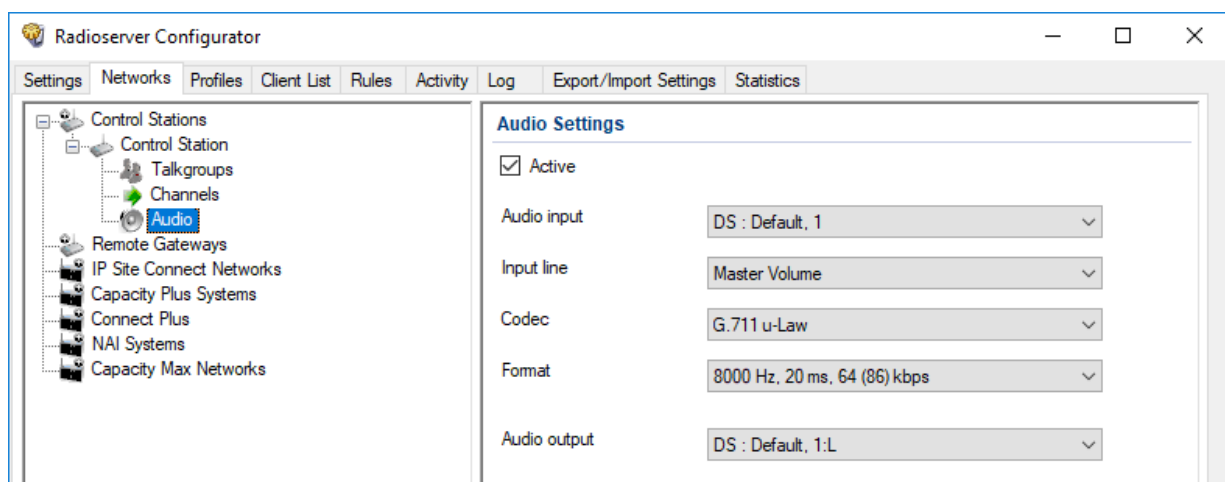 Radioserver Configurator
Settings Networks Profiles Client List Rules Activity Log Export/Import Settings Statistics
Control Stations
Control Station
Talkgroups
Channels
Audio
Remote Gateways
IP Site Connect Networks
Capacity Plus Systems
Connect Plus
NAI Systems
Capacity Max Networks
Audio Settings
Active
Audio input DS : Default, 1
Input line Master Volume
Codec G.711 u-Law
Format 8000 Hz, 20 ms, 64 (86) kbps
Audio output DS : Default, 1:L